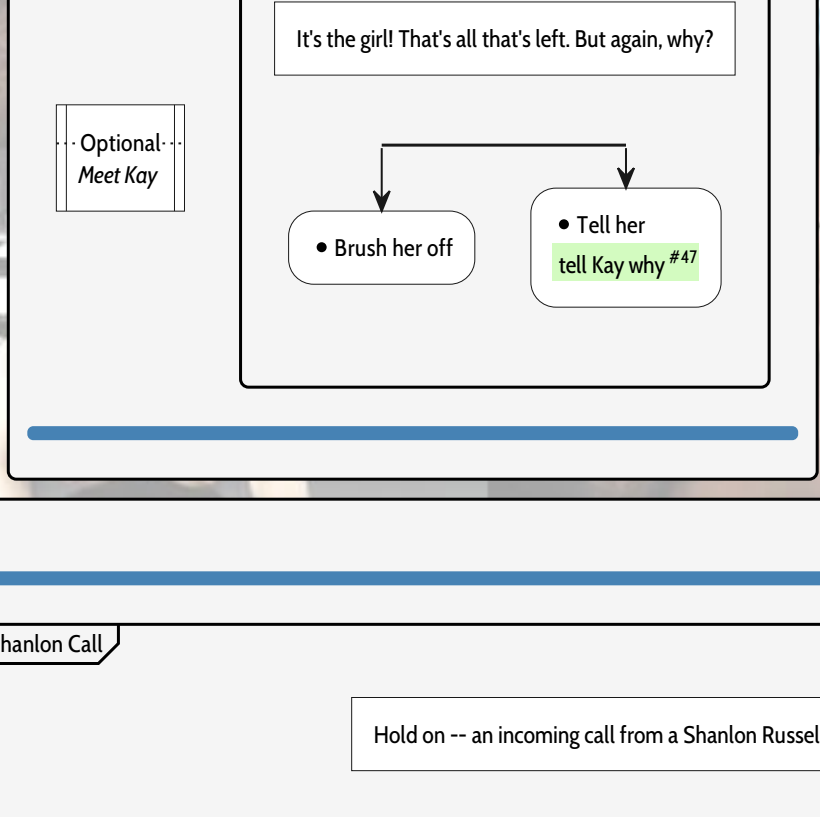 It's the girl! That's all that's left. But again, why?
Optional
Meet Kay
• Brush her off
• Tell her
tell Kay why #47
hanlon Call
Hold on -- an incoming call from a Shanlon Russel